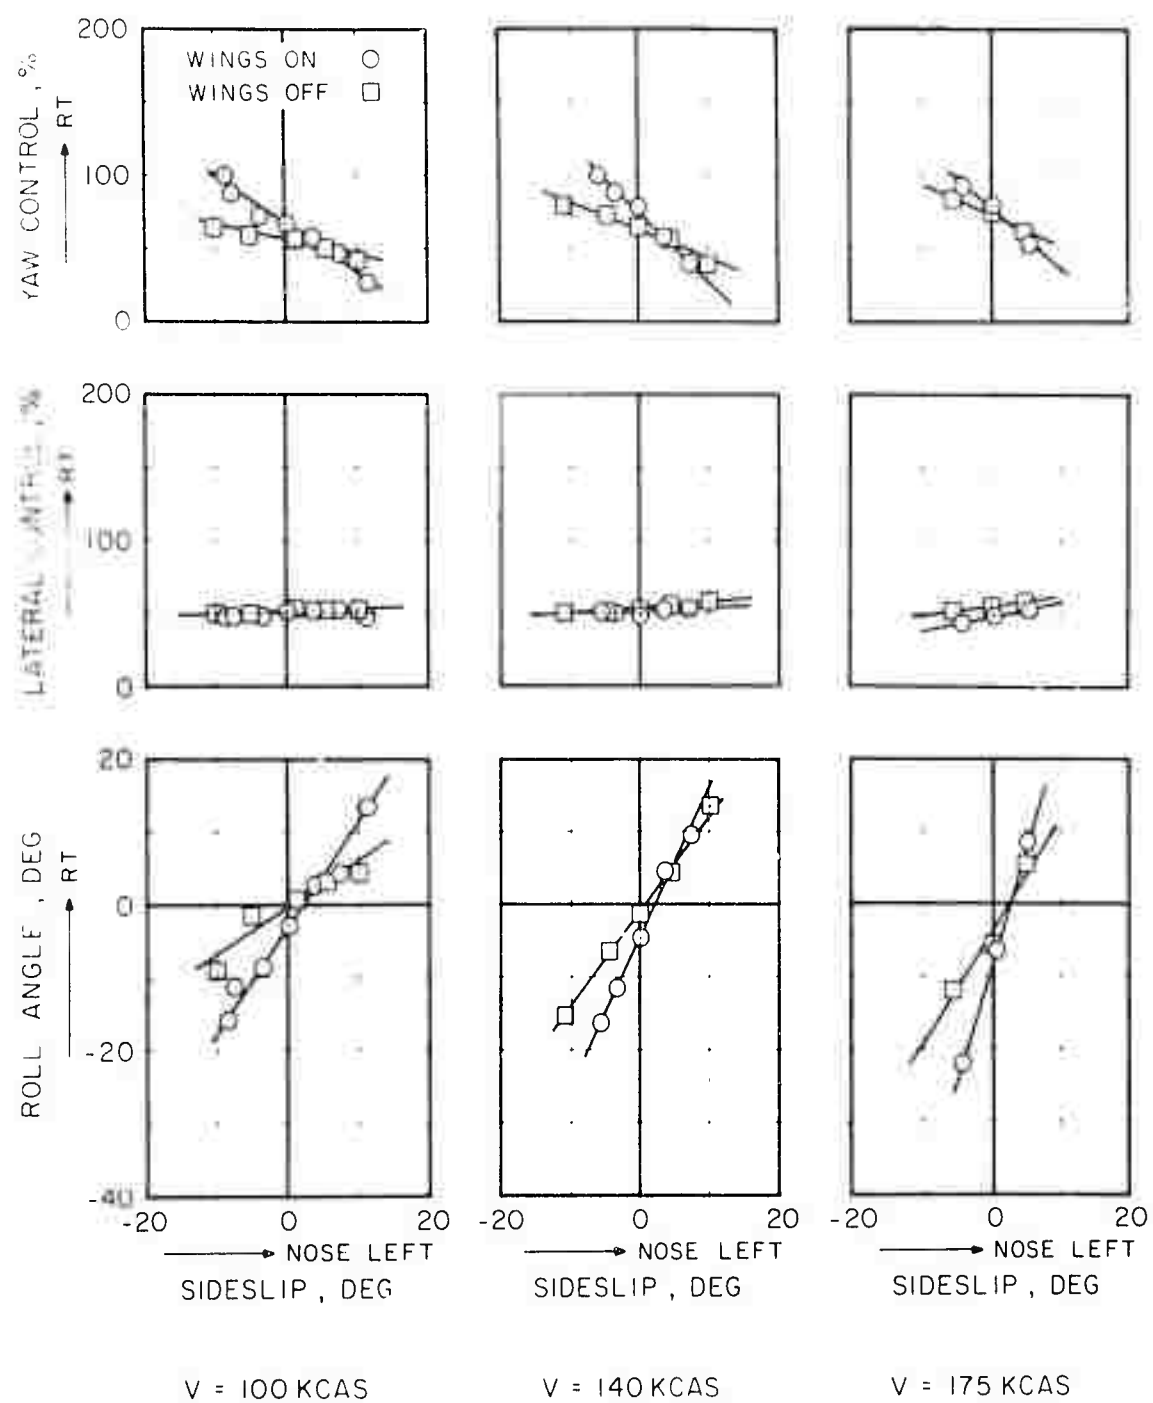 YAW CONTROL, %
RT
200
100
0
WINGS ON
WINGS OFF
LATERAL
RT
200
100
0
ROLL ANGLE, DEG
RT
20
0
-20
-40
-20 0 20
-20 0 20
-20 0 20
NOSE LEFT
NOSE LEFT
NOSE LEFT
SIDESLIP, DEG
SIDESLIP, DEG
SIDESLIP, DEG
V = 100 KCAS
V = 140 KCAS
V = 175 KCAS